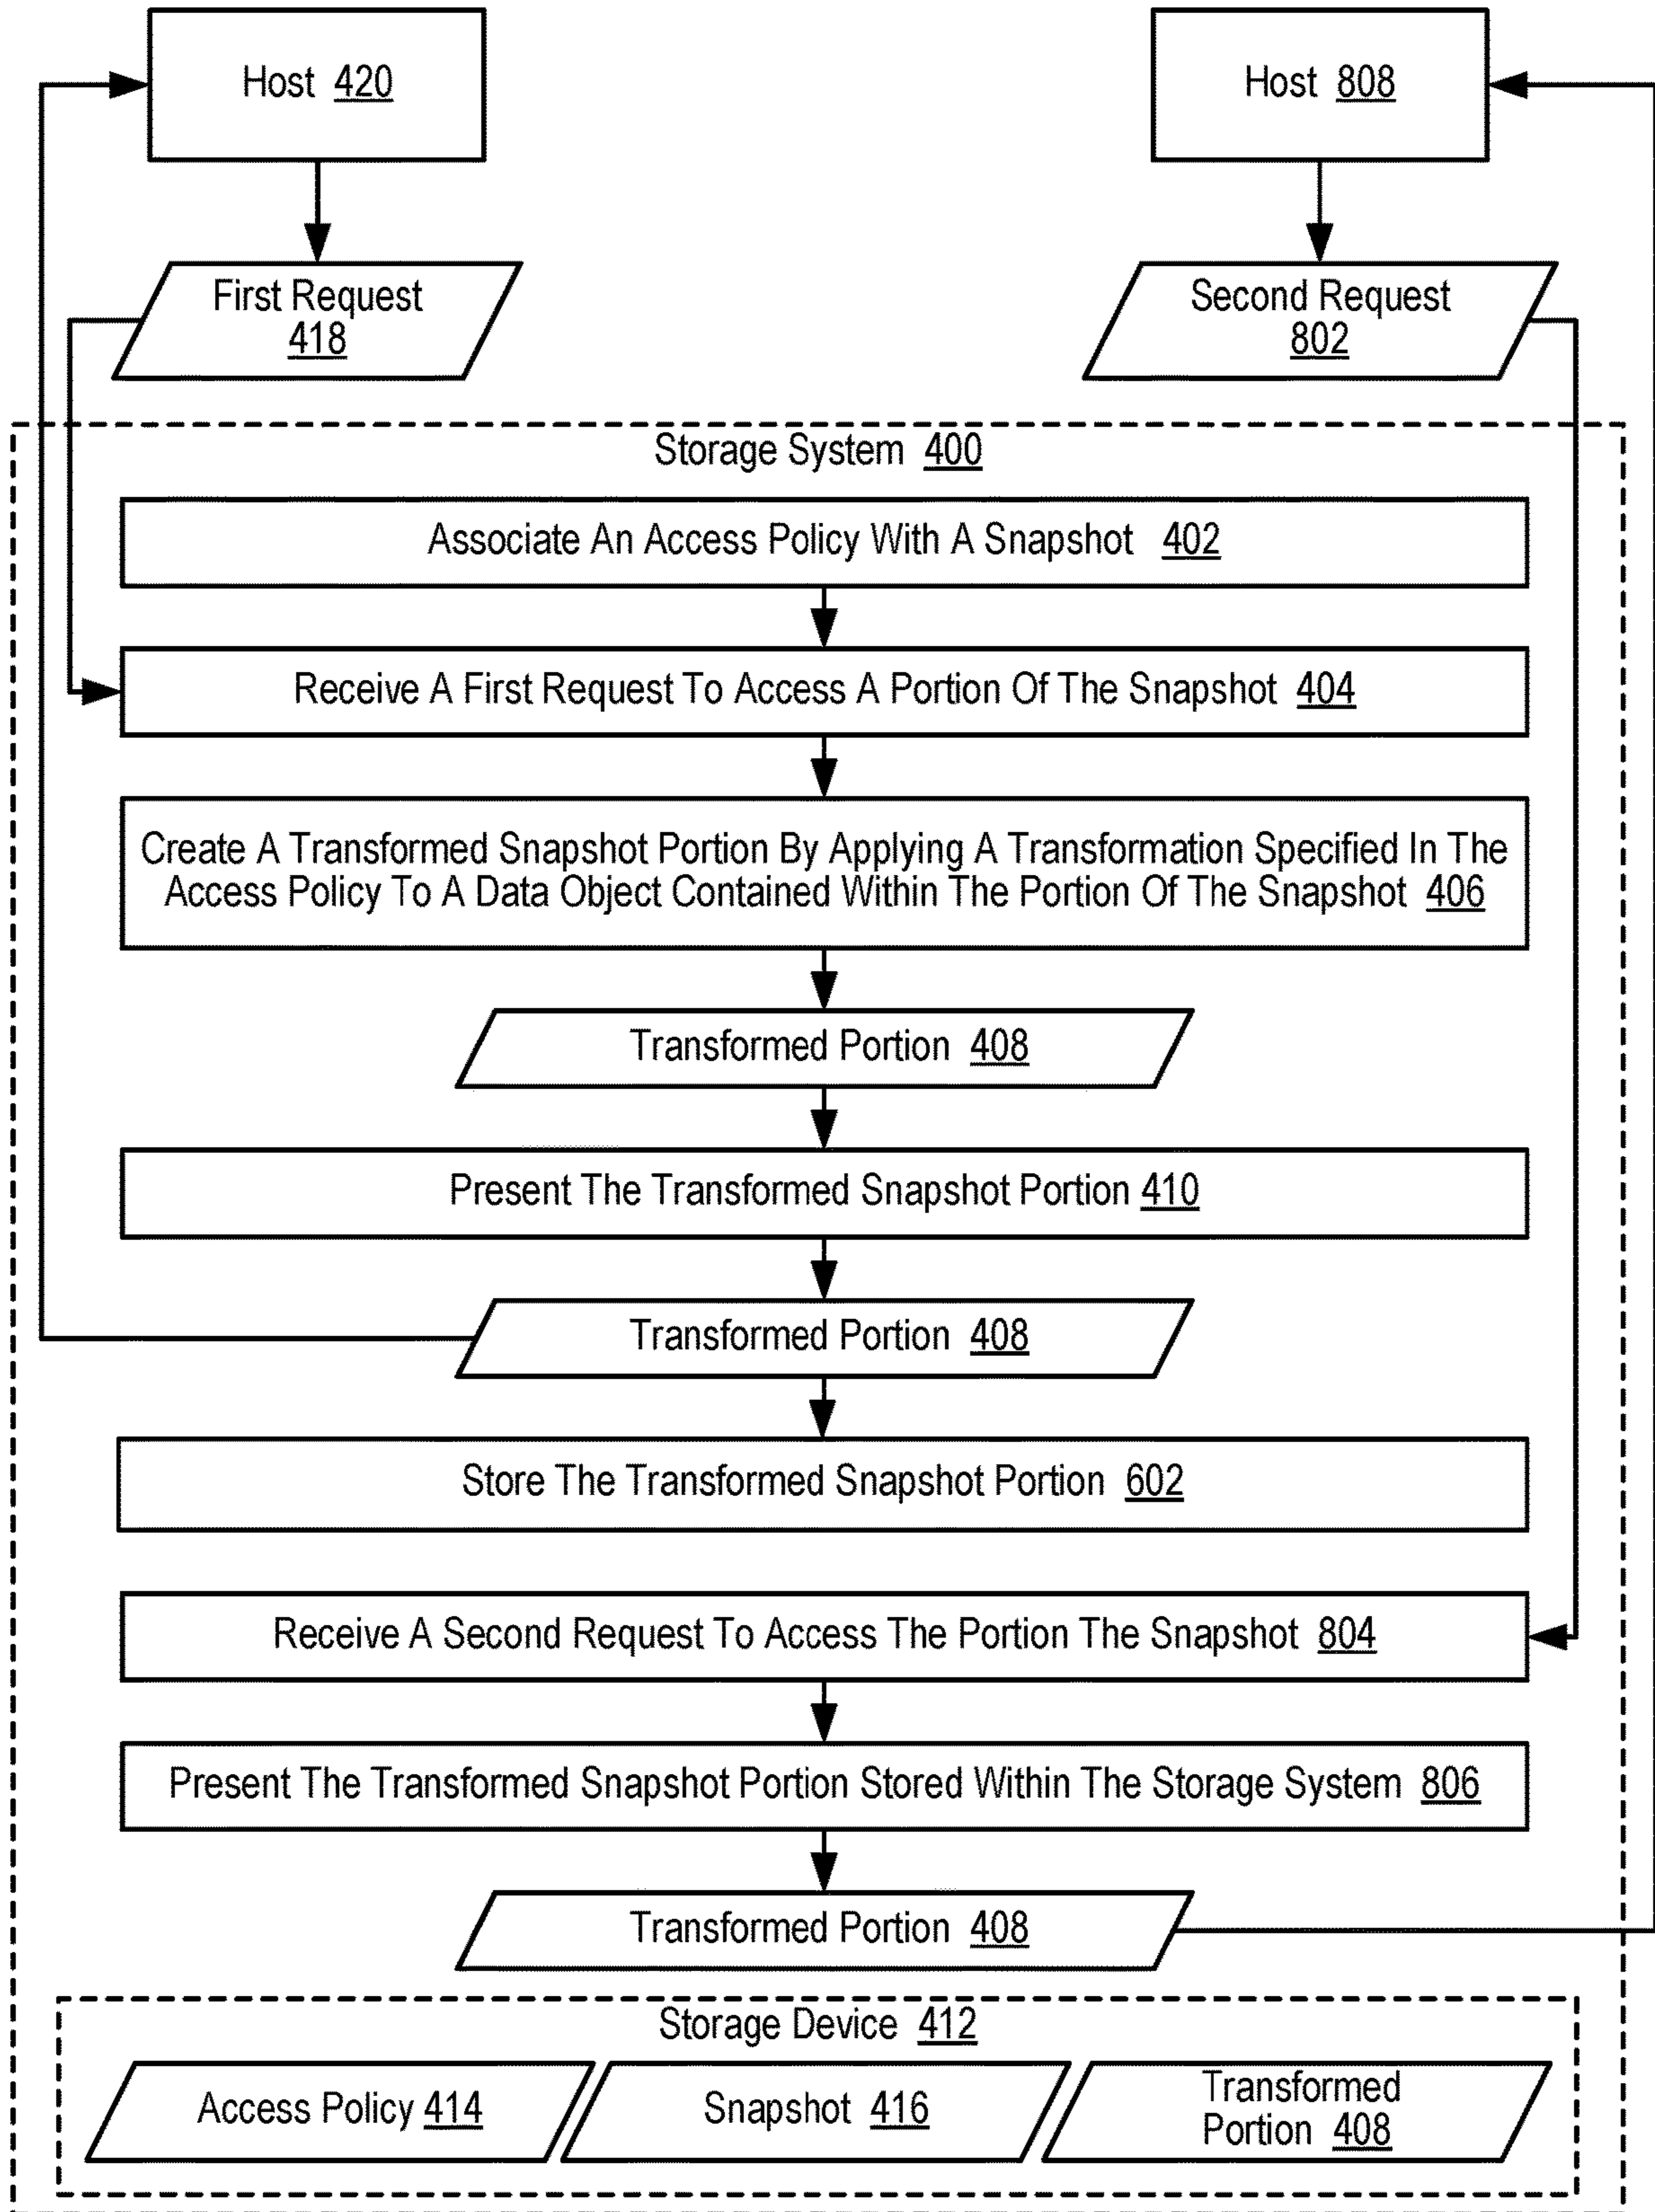 Host 420
Host 808
First Request
418
Second Request
802
Storage System 400
Associate An Access Policy With A Snapshot 402
Receive A First Request To Access A Portion Of The Snapshot 404
Create A Transformed Snapshot Portion By Applying A Transformation Specified In The
Access Policy To A Data Object Contained Within The Portion Of The Snapshot 406
Transformed Portion 408
Present The Transformed Snapshot Portion 410
Transformed Portion 408
Store The Transformed Snapshot Portion 602
Receive A Second Request To Access The Portion The Snapshot 804
Present The Transformed Snapshot Portion Stored Within The Storage System 806
Transformed Portion 408
Storage Device 412
Access Policy 414
Snapshot 416
Transformed
Portion 408